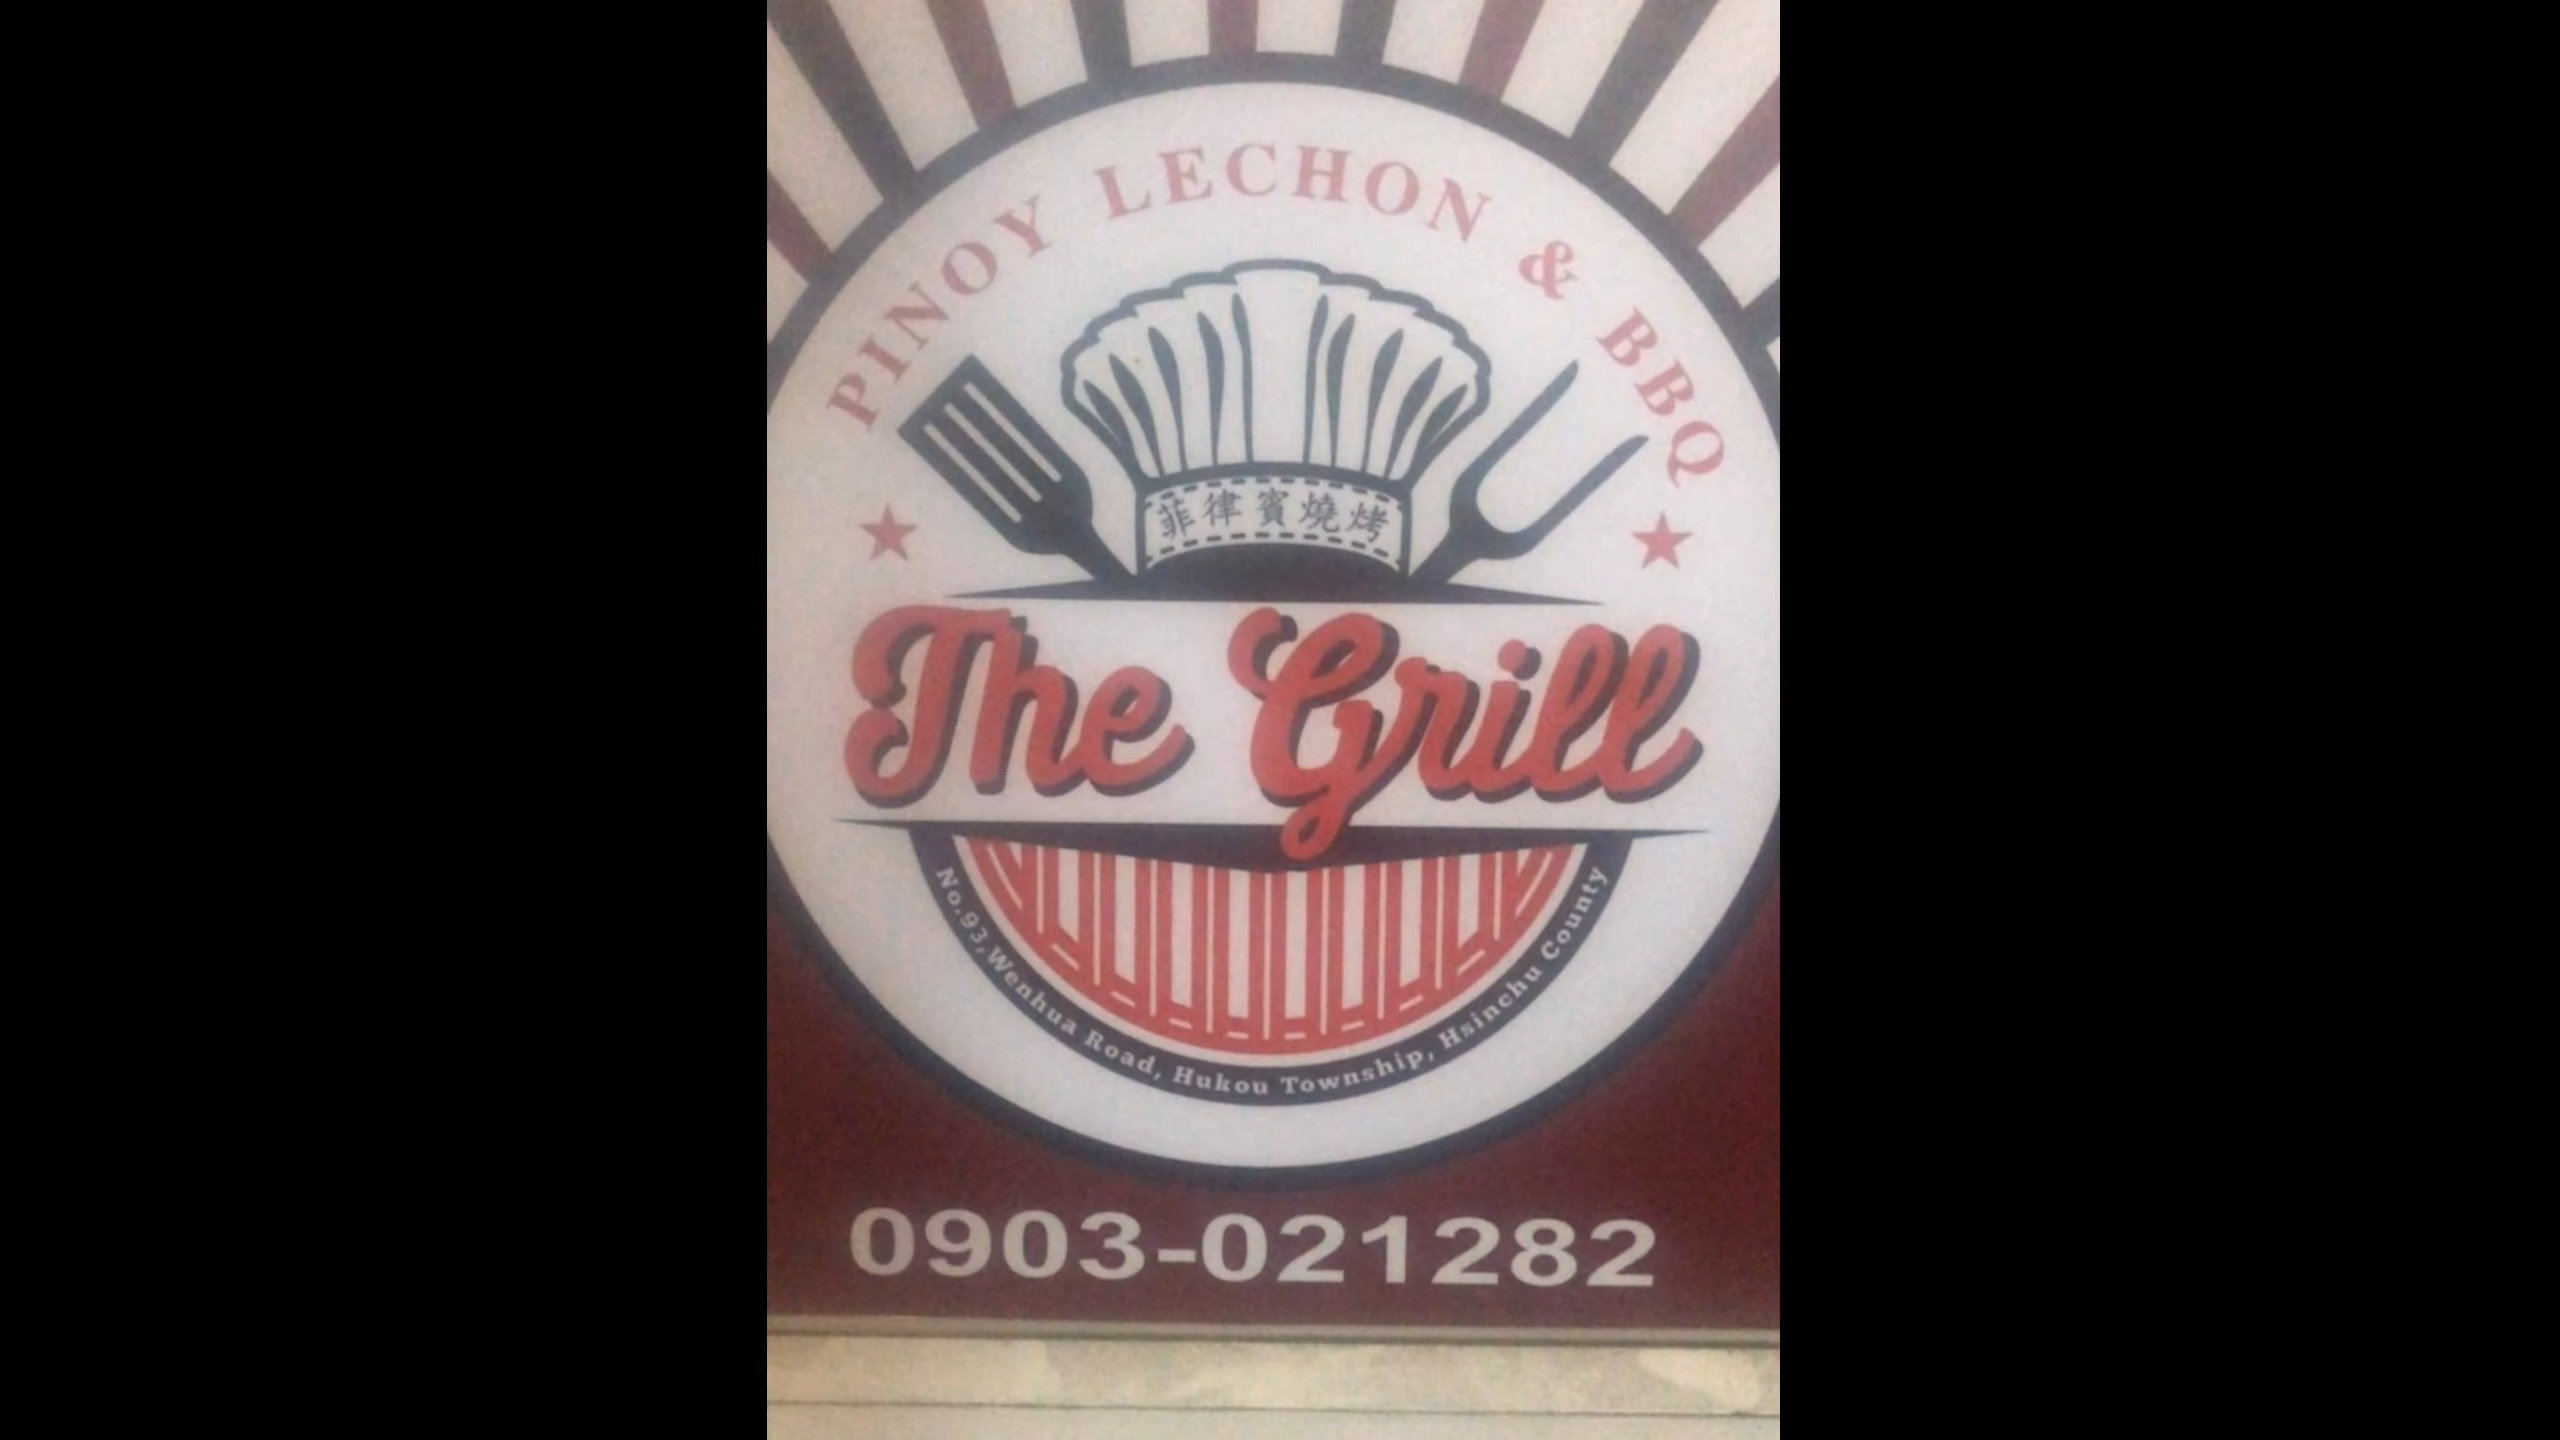 PINOY LECHON & BBQ
菲律賓燒烤
The Grill
No.93,Wenhua Road, Hukou Township, Hsinchu County
0903-021282